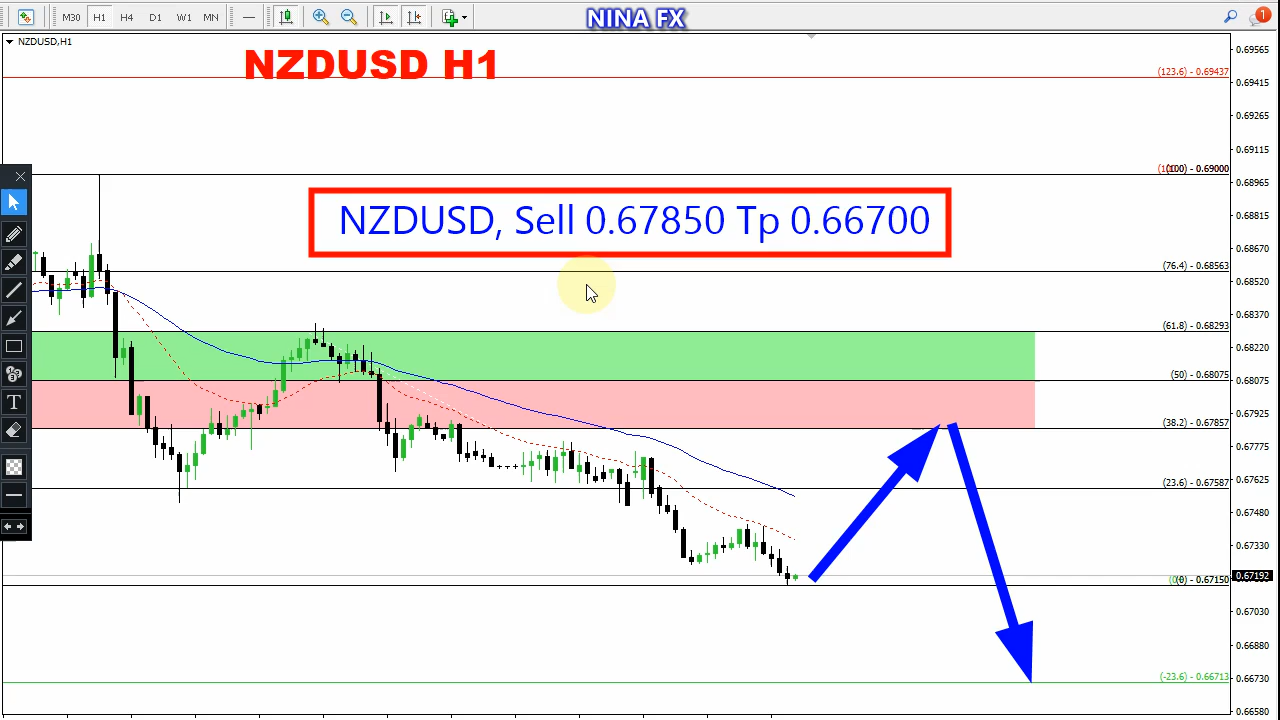 M30 H1 H4 D1 W1 MN
NINA FX
1
NZDUSD,H1
NZDUSD H1
0.69565
(123.6) - 0.69437
0.69415
0.69265
0.69115
(100) - 0.69000
0.68965
NZDUSD, Sell 0.67850 Tp 0.66700
0.68815
0.68670
(76.4) - 0.68563
0.68520
0.68370
(61.8) - 0.68293
0.68220
(50) - 0.68075
0.68075
0.67925
(38.2) - 0.67857
0.67775
(23.6) - 0.67587
0.67625
0.67480
0.67330
0.67192
(0) - 0.67150
0.67030
0.66880
(-23.6) - 0.66713
0.66730
0.66580
T